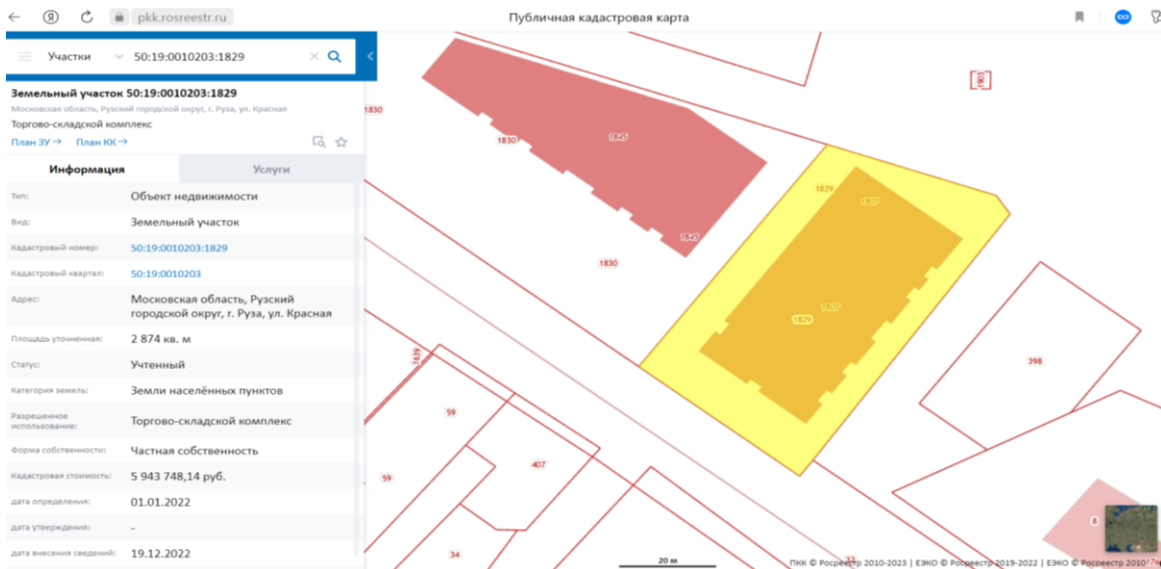 pkk.rosreestr.ru
Публичная кадастровая карта
Участки
50:19:0010203:1829
Земельный участок 50:19:0010203:1829
Московская область, Рузский городской округ, г. Руза, ул. Красная
Торгово-складской комплекс
План ЗУ →
План КК →
Информация
Услуги
Тип: Объект недвижимости
Вид: Земельный участок
Кадастровый номер: 50:19:0010203:1829
Кадастровый квартал: 50:19:0010203
Адрес: Московская область, Рузский
городской округ, г. Руза, ул. Красная
Площадь уточненная: 2 874 кв. м
Статус: Учтенный
Категория земель: Земли населённых пунктов
Разрешенное
использование: Торгово-складской комплекс
Форма собственности: Частная собственность
Кадастровая стоимость: 5 943 748,14 руб.
дата определения: 01.01.2022
дата утверждения: -
дата внесения сведений: 19.12.2022
1830
1830
1845
1845
1830
1829
1829
398
59
407
59
34
8
20 м
ПКК © Росреестр 2010-2023 | ЕЭКО © Росреестр 2019-2022 | ЕЭКО © Росреестр 2010